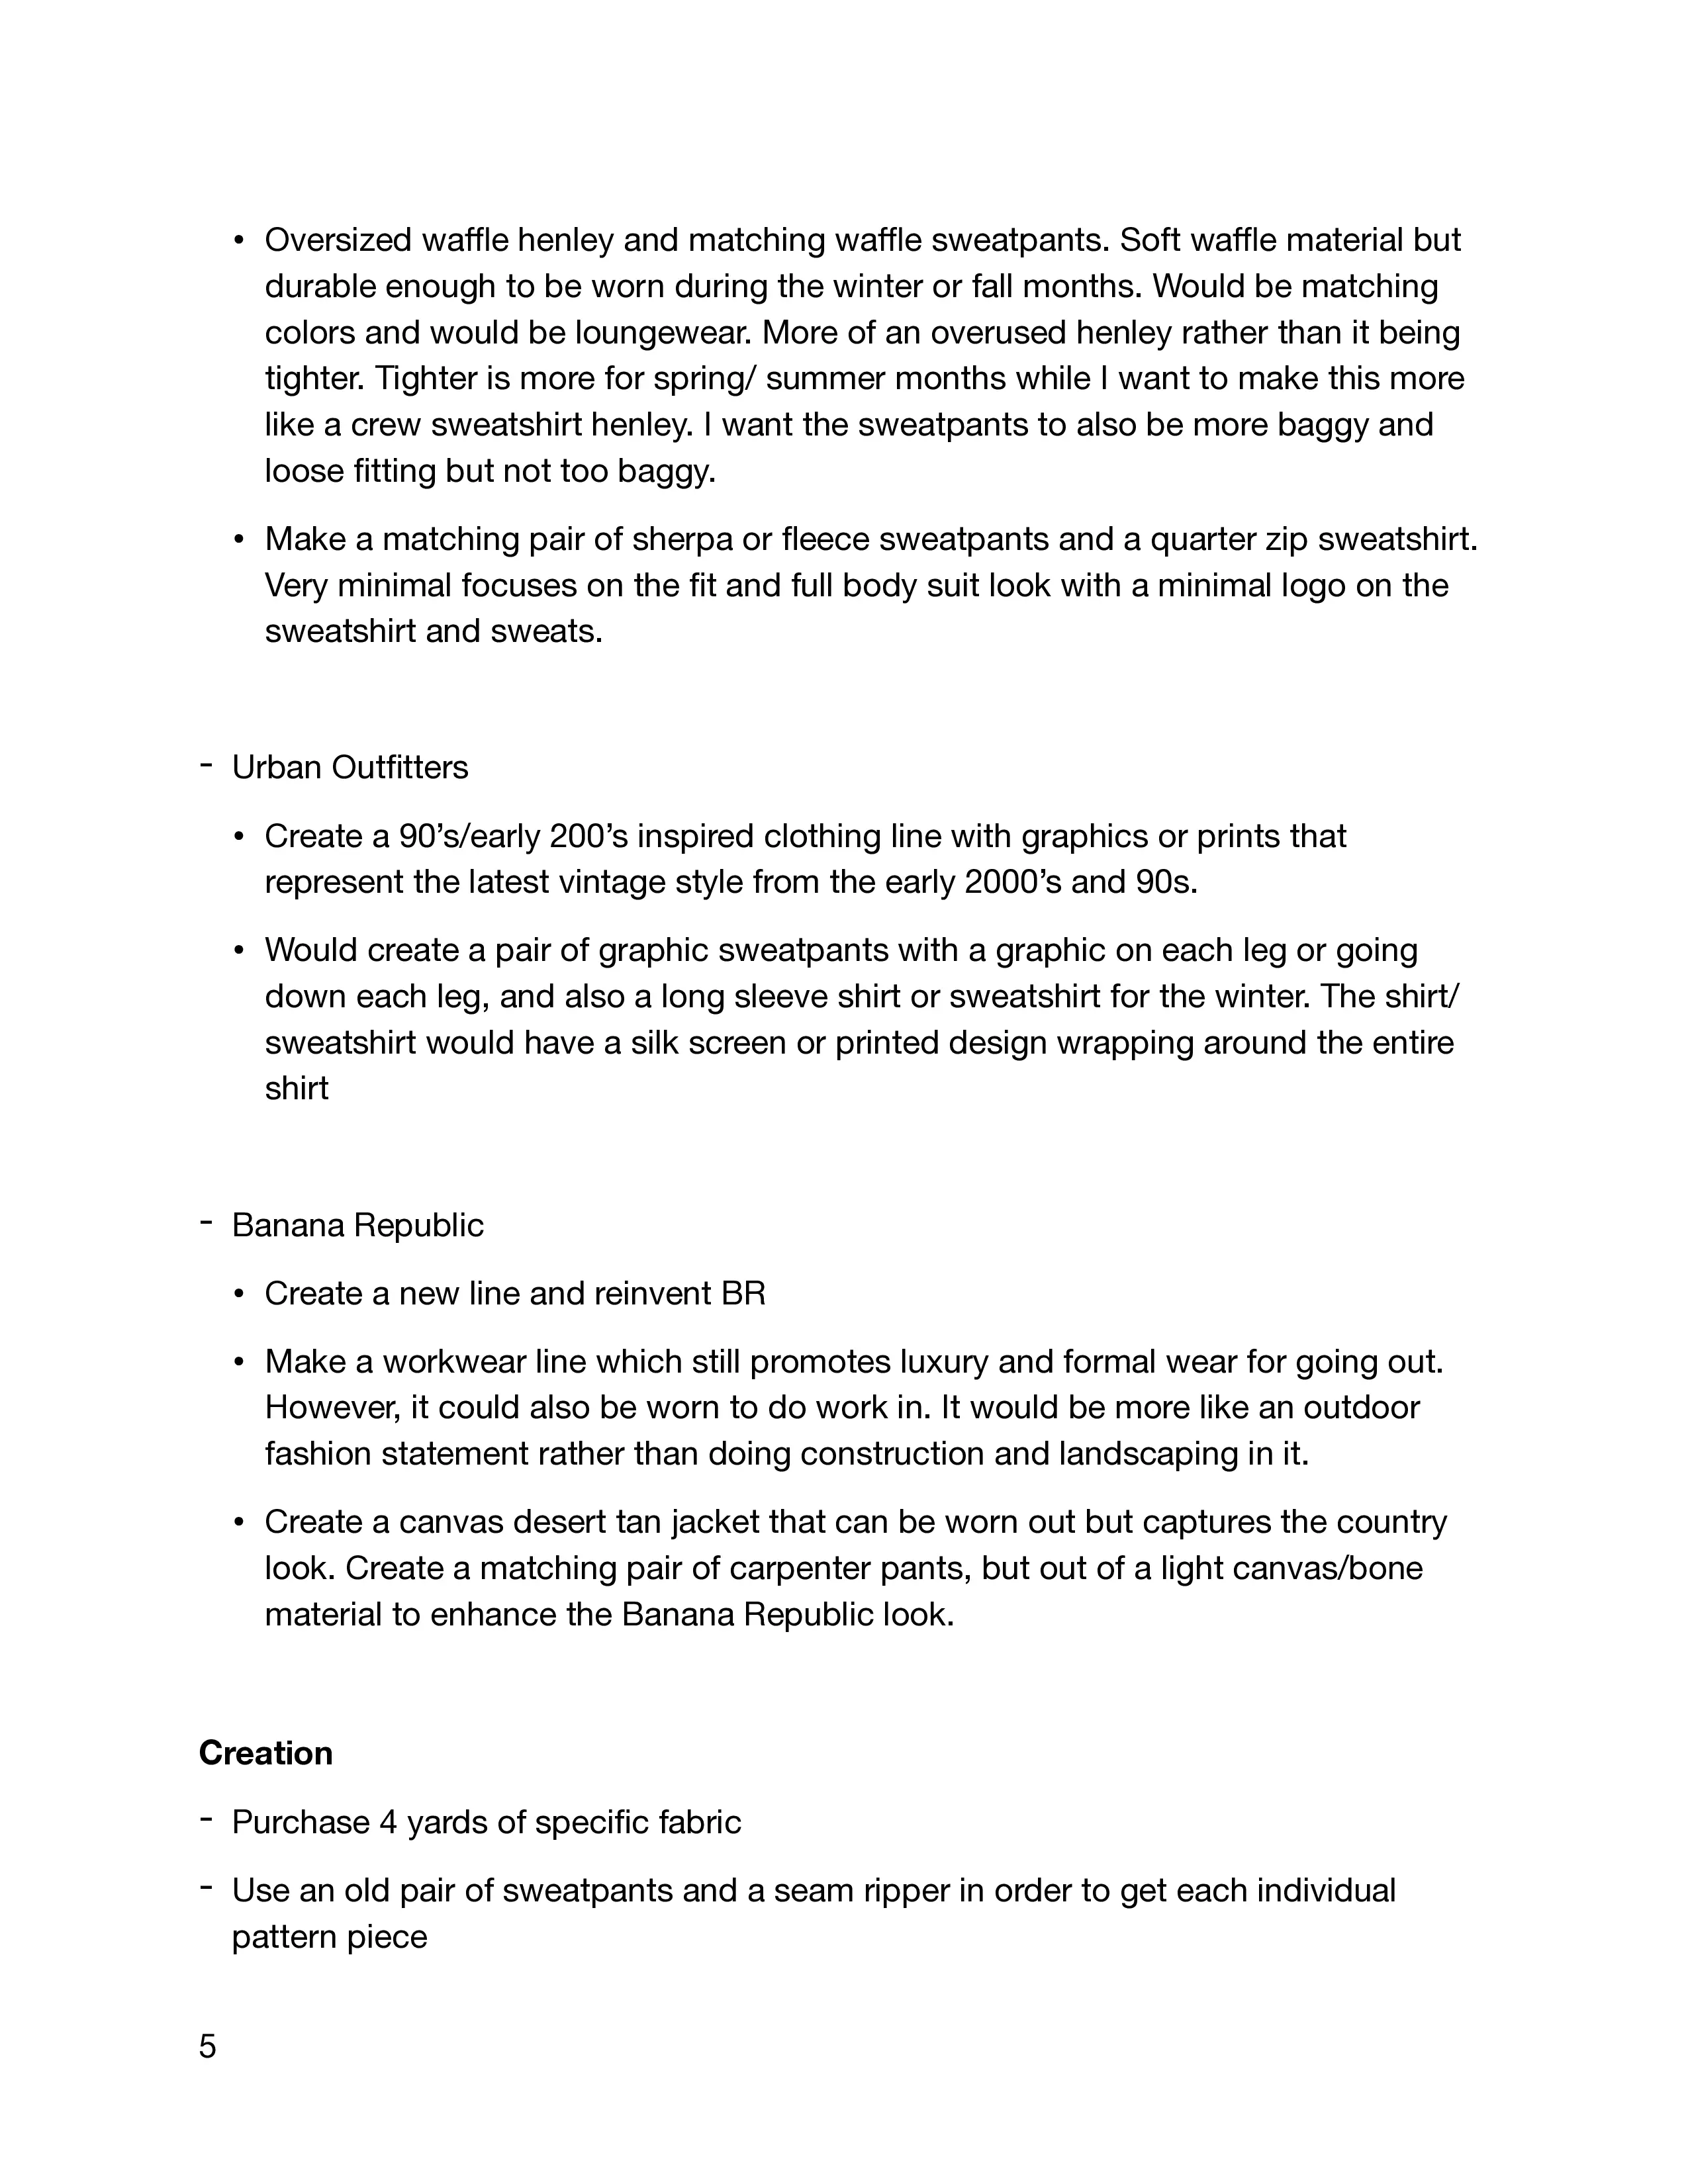 • Oversized waffle henley and matching waffle sweatpants. Soft waffle material but
durable enough to be worn during the winter or fall months. Would be matching
colors and would be loungewear. More of an overused henley rather than it being
tighter. Tighter is more for spring/ summer months while I want to make this more
like a crew sweatshirt henley. I want the sweatpants to also be more baggy and
loose fitting but not too baggy.
• Make a matching pair of sherpa or fleece sweatpants and a quarter zip sweatshirt.
Very minimal focuses on the fit and full body suit look with a minimal logo on the
sweatshirt and sweats.
- Urban Outfitters
• Create a 90’s/early 200’s inspired clothing line with graphics or prints that
represent the latest vintage style from the early 2000’s and 90s.
• Would create a pair of graphic sweatpants with a graphic on each leg or going
down each leg, and also a long sleeve shirt or sweatshirt for the winter. The shirt/
sweatshirt would have a silk screen or printed design wrapping around the entire
shirt
- Banana Republic
• Create a new line and reinvent BR
• Make a workwear line which still promotes luxury and formal wear for going out.
However, it could also be worn to do work in. It would be more like an outdoor
fashion statement rather than doing construction and landscaping in it.
• Create a canvas desert tan jacket that can be worn out but captures the country
look. Create a matching pair of carpenter pants, but out of a light canvas/bone
material to enhance the Banana Republic look.
Creation
- Purchase 4 yards of specific fabric
- Use an old pair of sweatpants and a seam ripper in order to get each individual
pattern piece
5